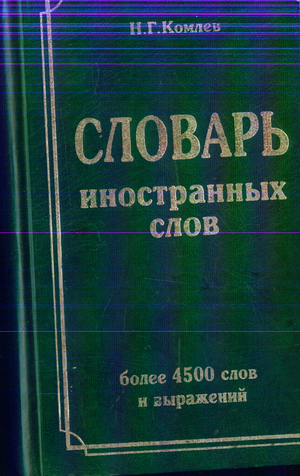 Н.Г.Комлев
СЛОВАРЬ
иностранных
слов
более 4500 слов
и выражений